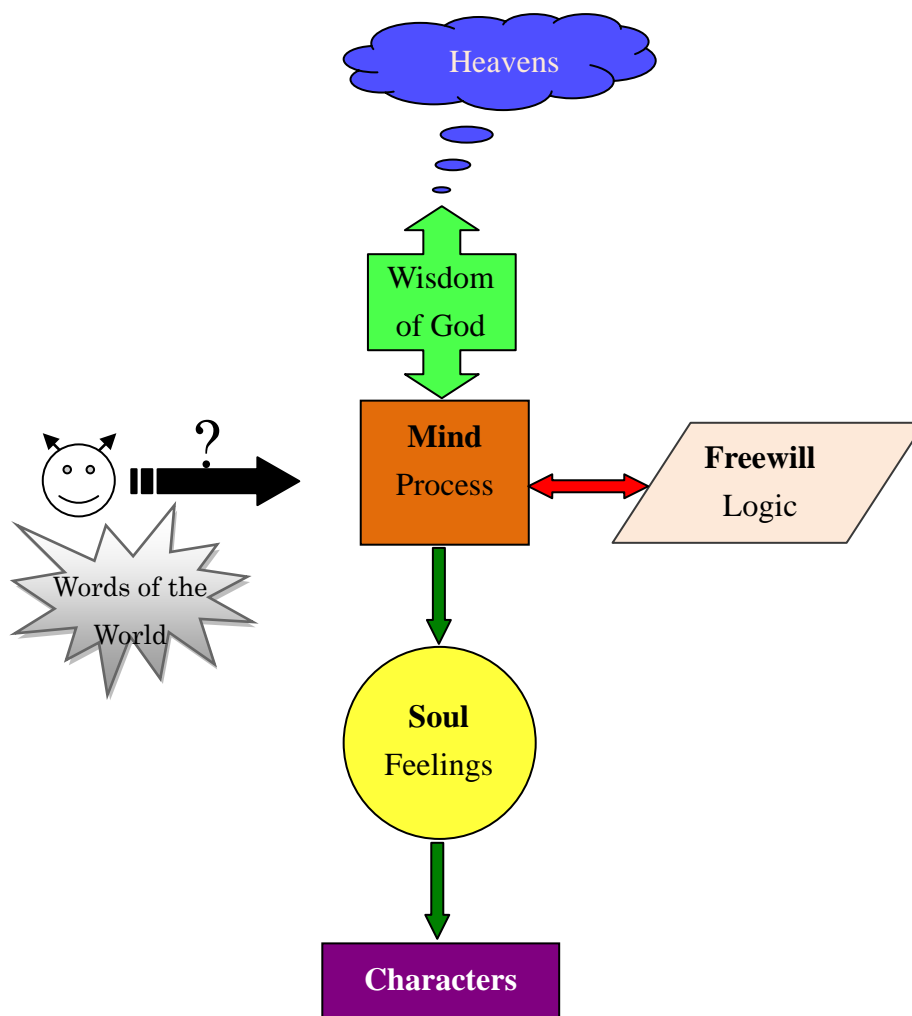 Heavens
Wisdom
of God
?
Mind
Process
Freewill
Logic
Words of the
World
Soul
Feelings
Characters